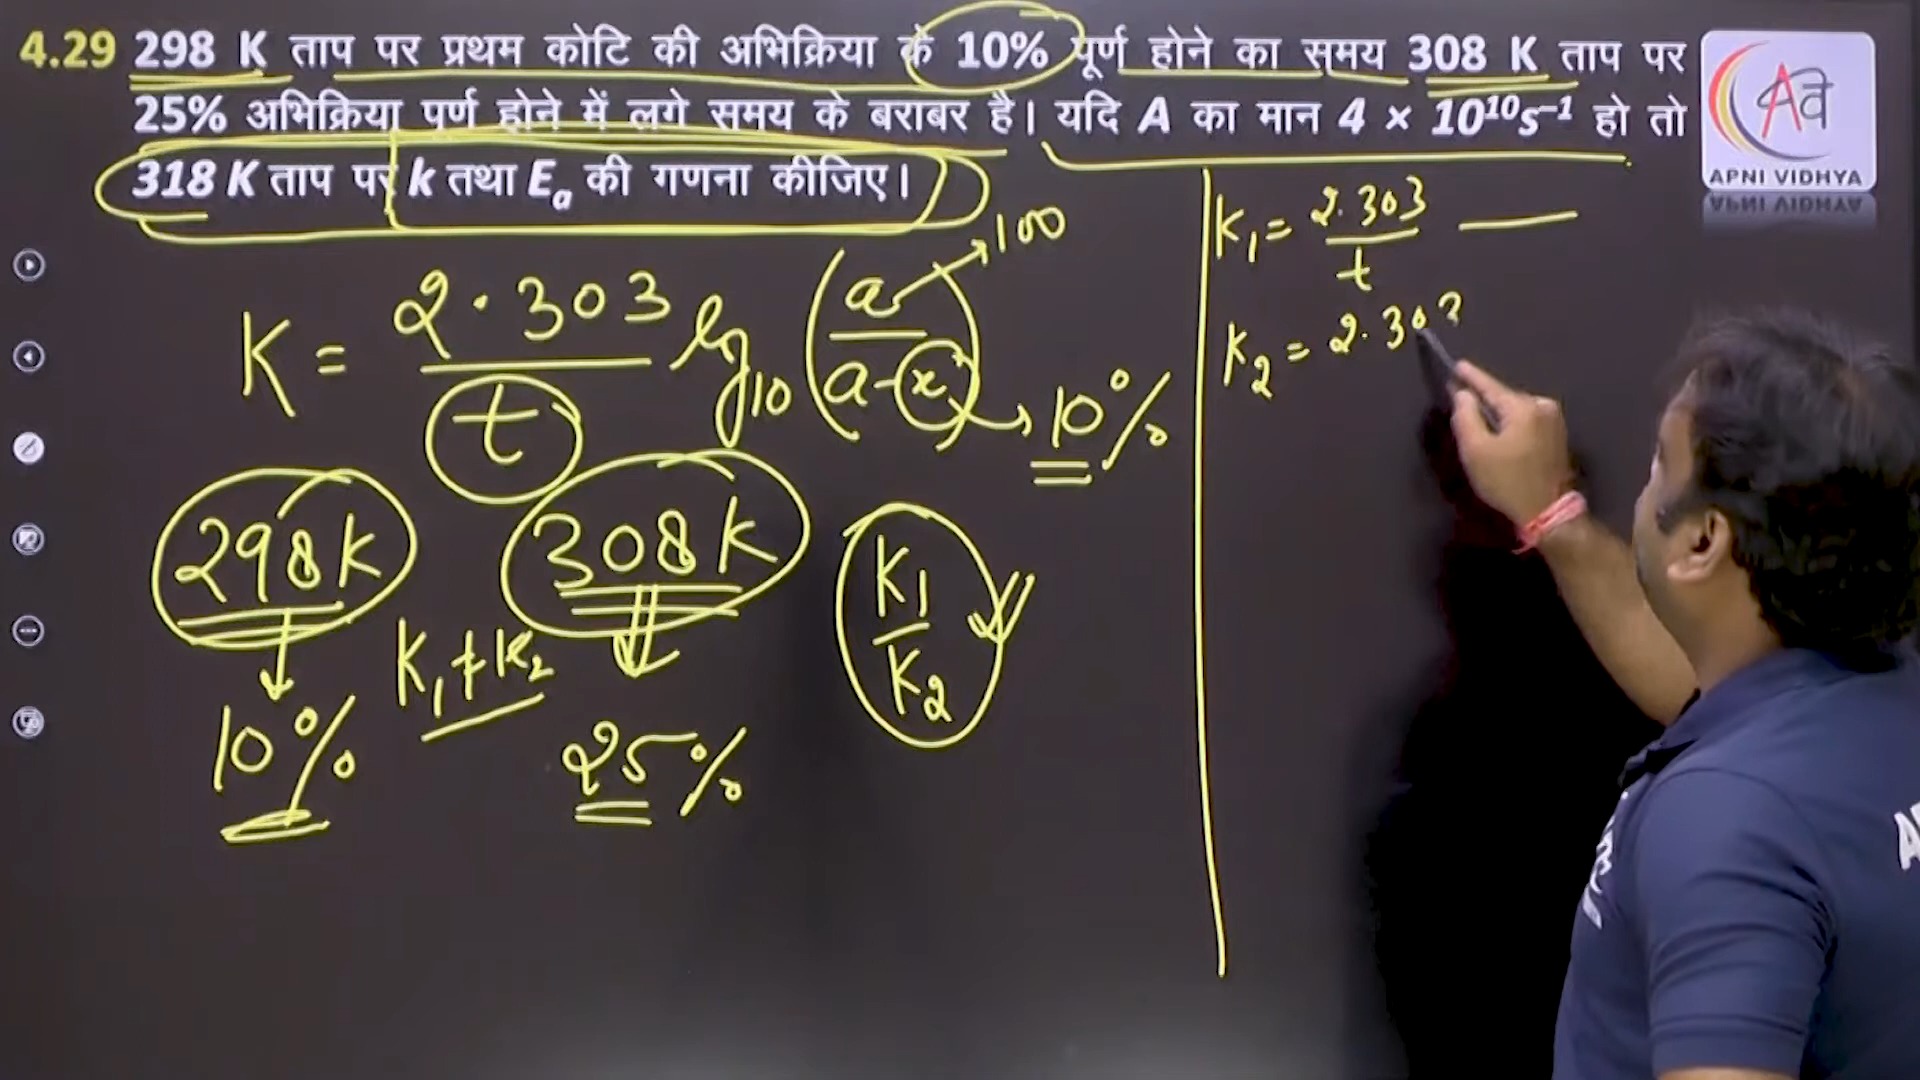 4.29 298 K ताप पर प्रथम कोटि की अभिक्रिया के 10% पूर्ण होने का समय 308 K ताप पर
25% अभिक्रिया पूर्ण होने में लगे समय के बराबर है। यदि A का मान 4 × 10¹⁰s⁻¹ हो तो
318 K ताप पर k तथा Eₐ की गणना कीजिए।
APNI VIDHYA
K = 2.303/t log₁₀ (a/a-x)
100
10%
298k
308k
K₁ + K₂
10%
25%
K₁/K₂
K₁ = 2.303/t
K₂ = 2.303